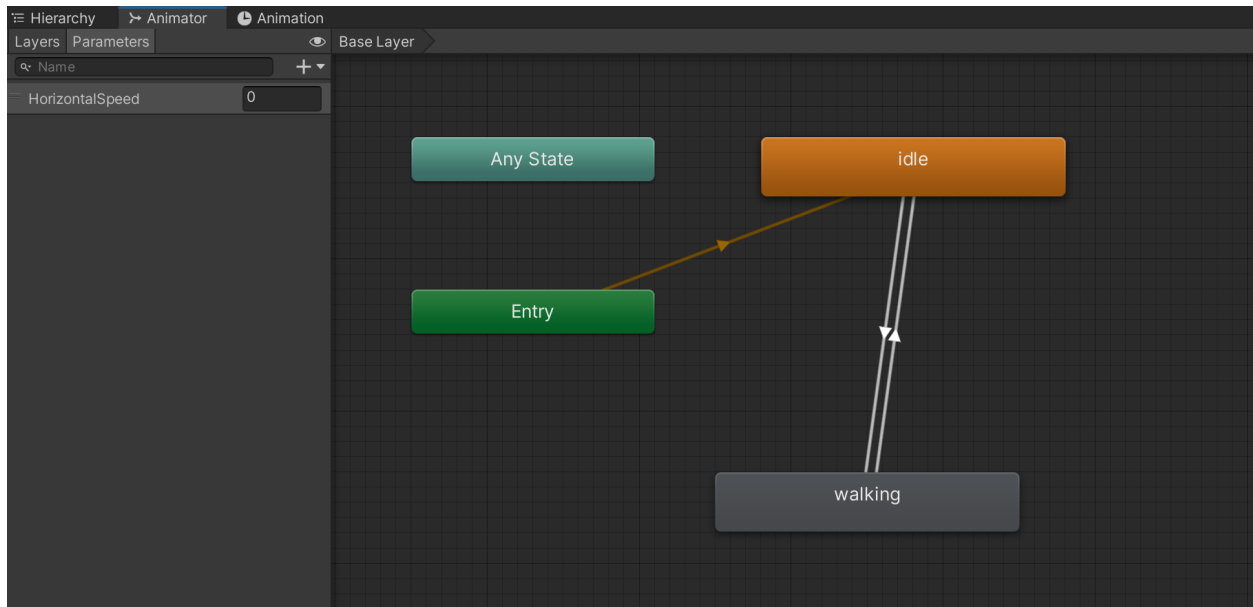 Hierarchy Animator Animation
Layers Parameters Base Layer
Name
HorizontalSpeed 0
Any State idle
Entry
walking